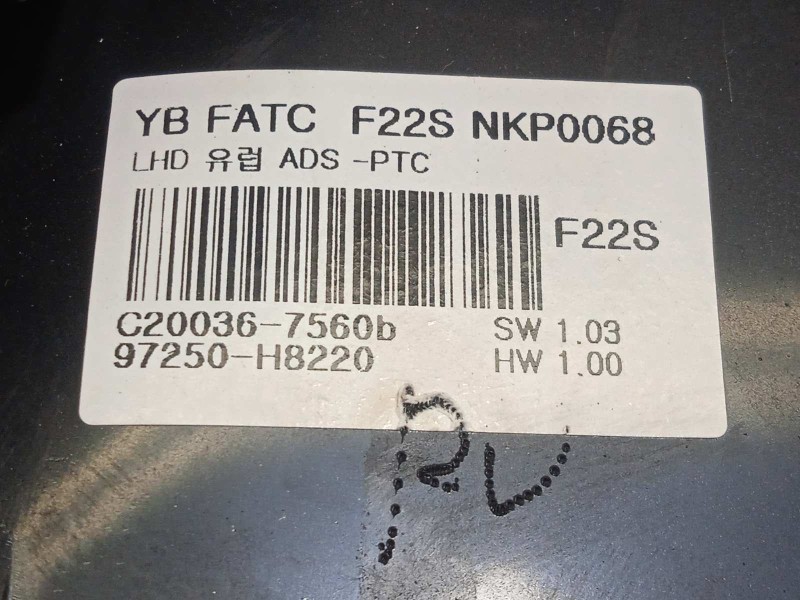 YB FATC F22S NKP0068
LHD 유럽 ADS -PTC
F22S
C20036-7560b SW 1.03
97250-H8220 HW 1.00